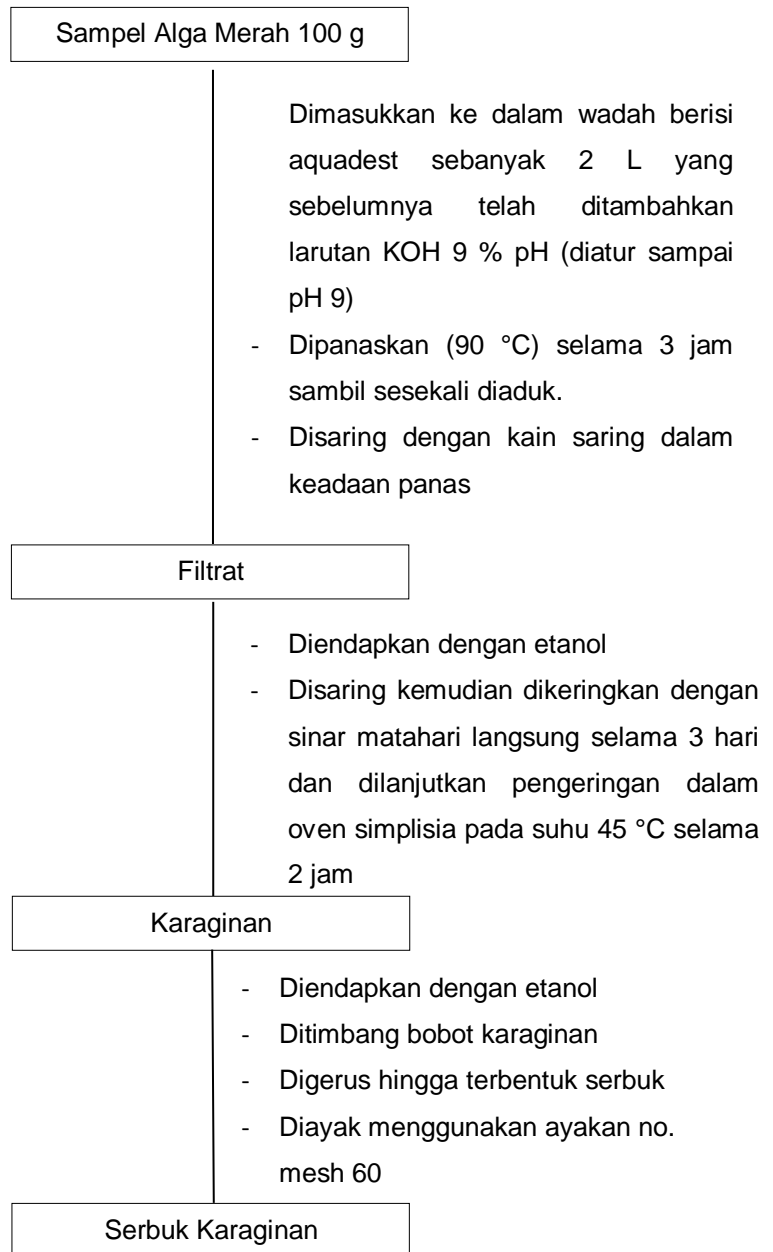 Sampel Alga Merah 100 g
Dimasukkan ke dalam wadah berisi
aquadest sebanyak 2 L yang
sebelumnya telah ditambahkan
larutan KOH 9 % pH (diatur sampai
pH 9)
- Dipanaskan (90 °C) selama 3 jam
sambil sesekali diaduk.
- Disaring dengan kain saring dalam
keadaan panas
Filtrat
- Diendapkan dengan etanol
- Disaring kemudian dikeringkan dengan
sinar matahari langsung selama 3 hari
dan dilanjutkan pengeringan dalam
oven simplisia pada suhu 45 °C selama
2 jam
Karaginan
- Diendapkan dengan etanol
- Ditimbang bobot karaginan
- Digerus hingga terbentuk serbuk
- Diayak menggunakan ayakan no.
mesh 60
Serbuk Karaginan